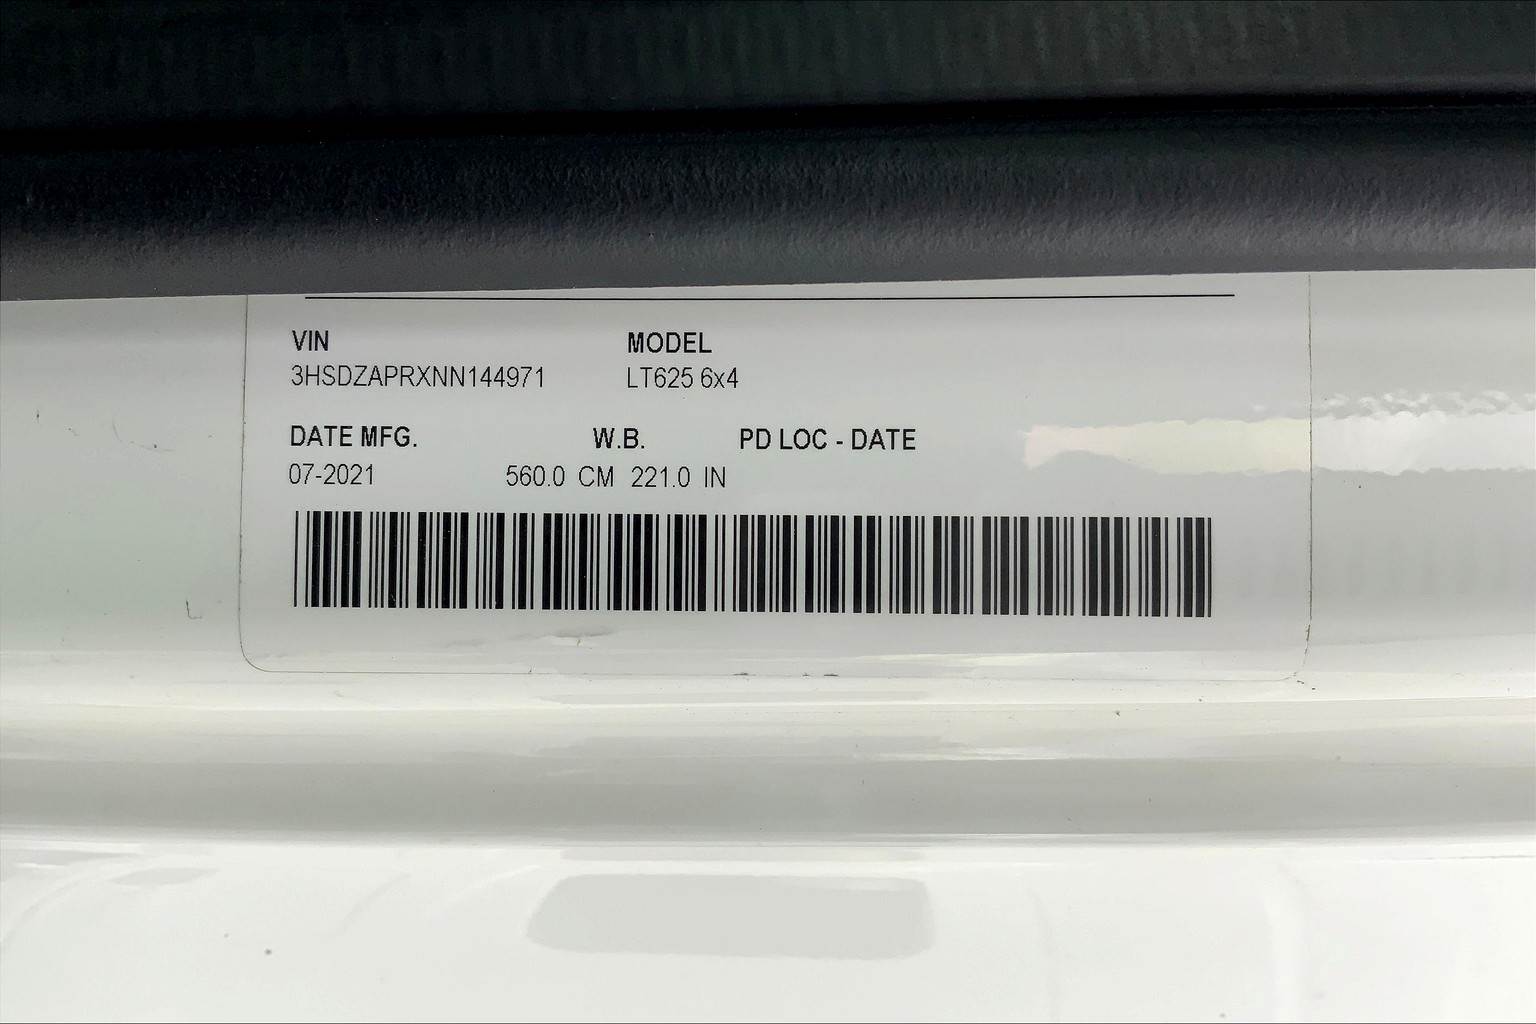 VIN MODEL
3HSDZAPRXNN144971 LT625 6x4
DATE MFG. W.B. PD LOC - DATE
07-2021 560.0 CM 221.0 IN